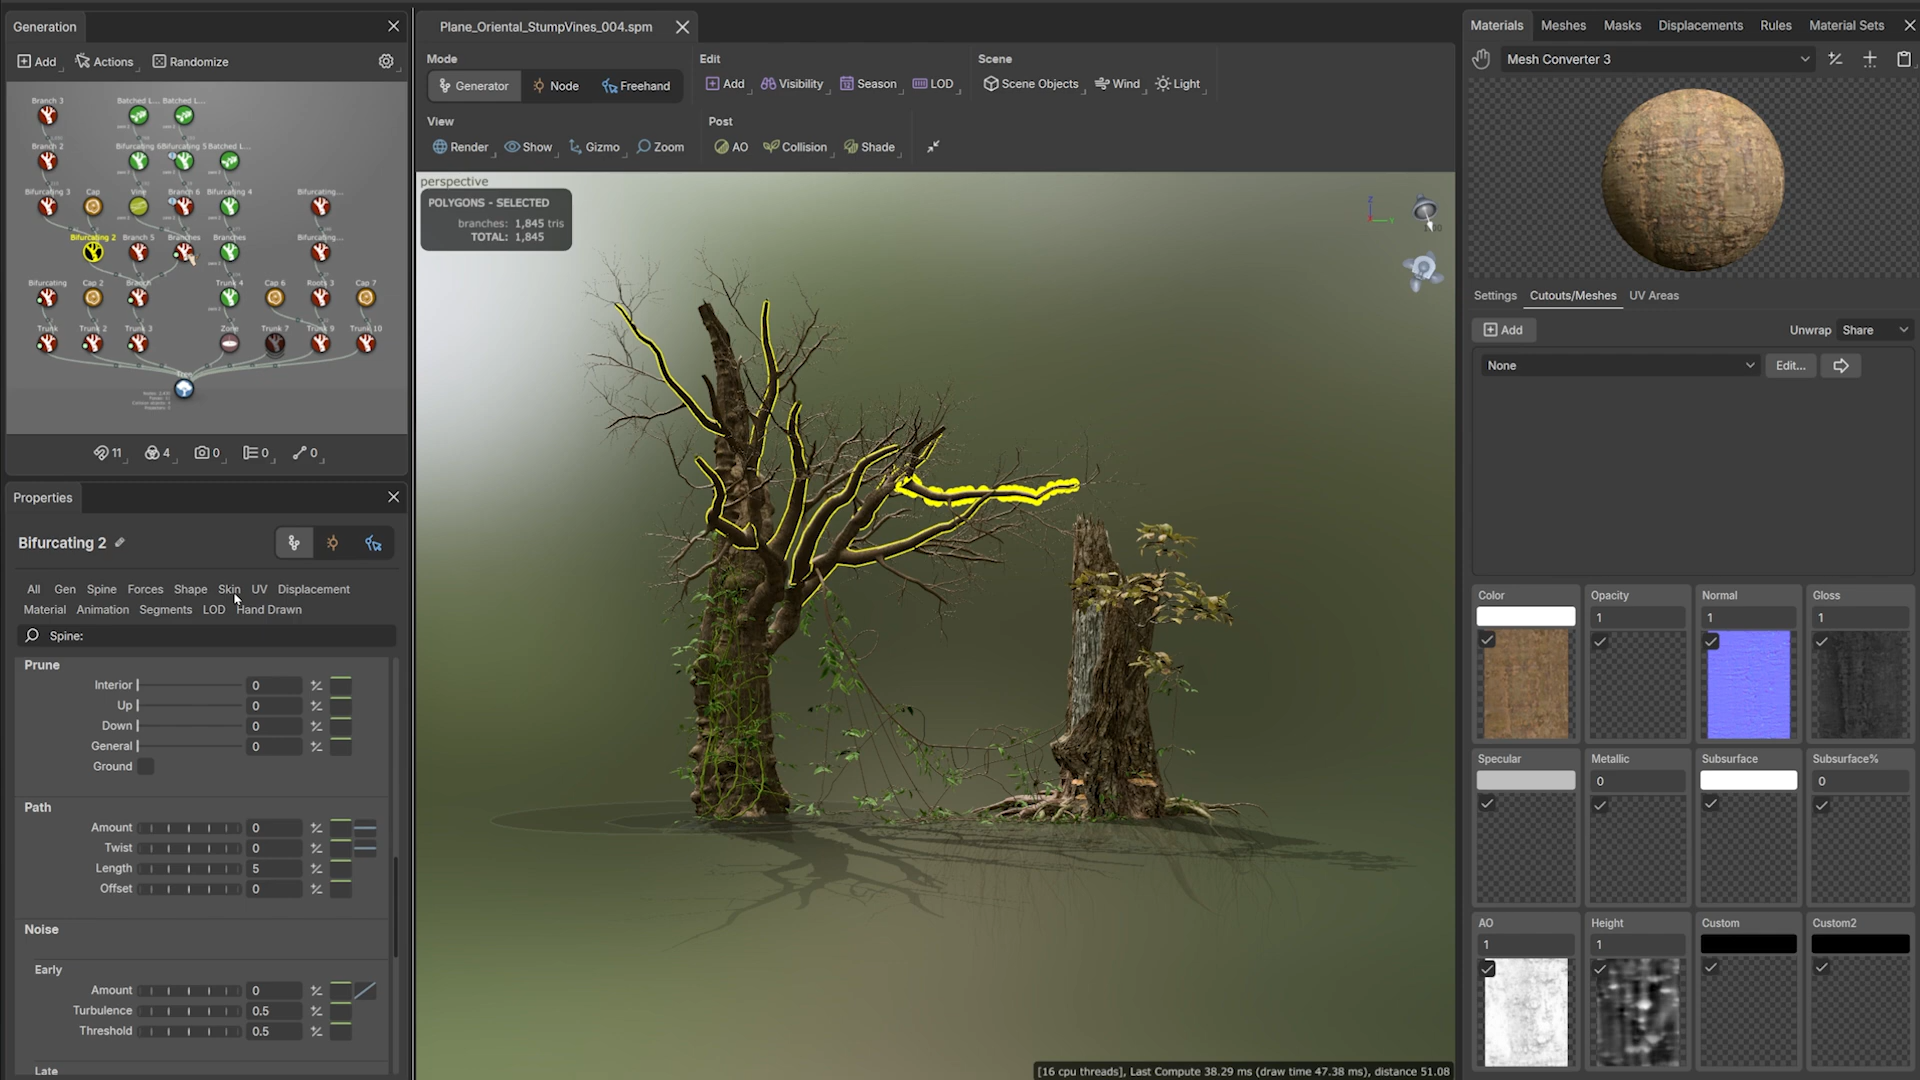 Generation
Add
Actions
Randomize
Branch 3
Batched L...
Batched L...
Branch 2
Bifurcating 6
Bifurcating 5
Batched L...
Bifurcating 3
Cap
Vine
Branch 6
Bifurcating 4
Bifurcating...
Bifurcating 2
Branch 5
Branches
Branches
Bifurcating...
Bifurcating
Cap 2
Branch
Trunk 4
Cap 6
Roots 3
Cap 7
Trunk
Trunk 2
Trunk 3
Zone
Trunk 7
Trunk 9
Trunk 10
Tree
11
4
0
0
0
Properties
Bifurcating 2
All Gen Spine Forces Shape Skin UV Displacement
Material Animation Segments LOD Hand Drawn
Spine:
Prune
Interior 0
Up 0
Down 0
General 0
Ground
Path
Amount 0
Twist 0
Length 5
Offset 0
Noise
Early
Amount 0
Turbulence 0.5
Threshold 0.5
Late
Plane_Oriental_StumpVines_004.spm
Mode
Generator Node Freehand
Edit
Add Visibility Season LOD
Scene
Scene Objects Wind Light
View
Render Show Gizmo Zoom
Post
AO Collision Shade
perspective
POLYGONS - SELECTED
branches: 1,845 tris
TOTAL: 1,845
[16 cpu threads], Last Compute 38.29 ms (draw time 47.38 ms), distance 51.08
Materials Meshes Masks Displacements Rules Material Sets
Mesh Converter 3
Settings Cutouts/Meshes UV Areas
Add
Unwrap Share
None
Edit...
Color Opacity Normal Gloss
1 1 1
Specular Metallic Subsurface Subsurface%
0 0
AO Height Custom Custom2
1 1